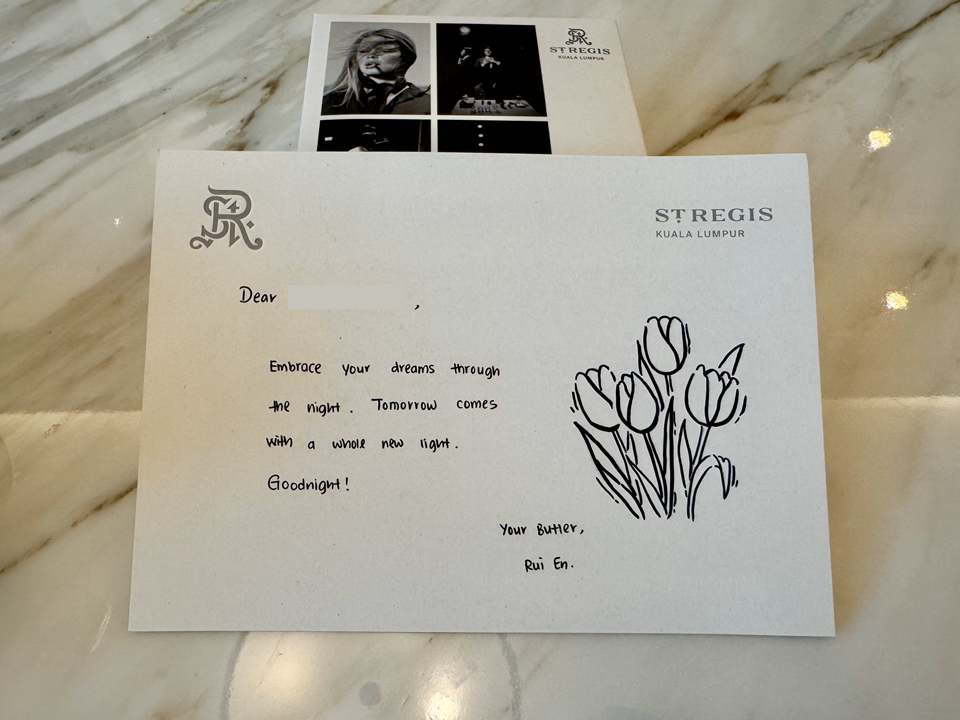 ST REGIS
KUALA LUMPUR
ST REGIS
KUALA LUMPUR
Dear ,
Embrace your dreams through
the night. Tomorrow comes
with a whole new light.
Goodnight!
Your Butler,
Rui En.